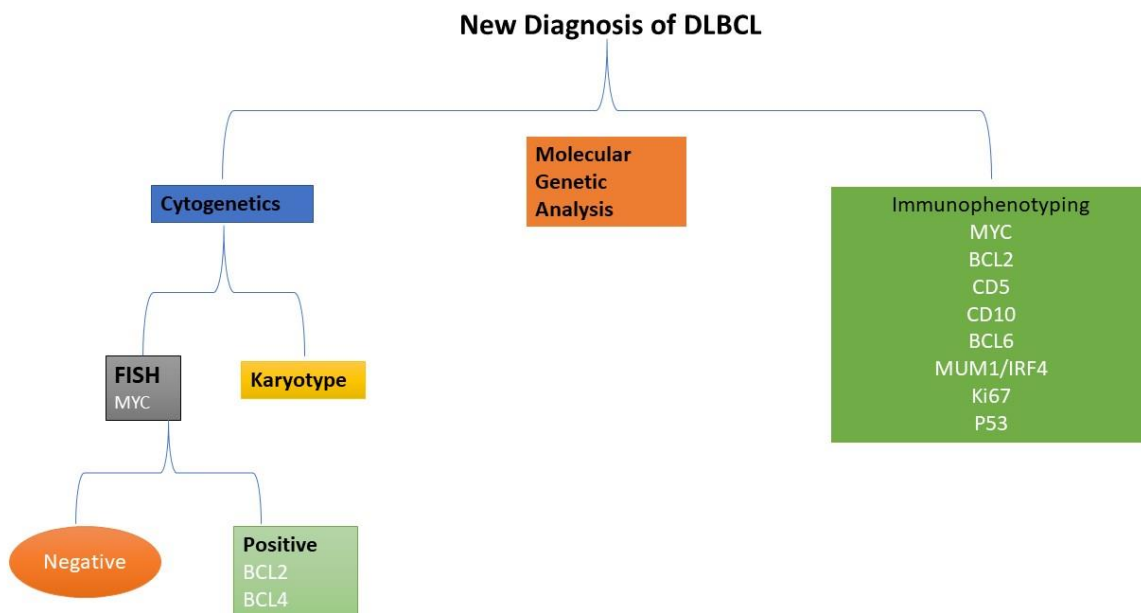 New Diagnosis of DLBCL
Cytogenetics
Molecular
Genetic
Analysis
Immunophenotyping
MYC
BCL2
CD5
CD10
BCL6
MUM1/IRF4
Ki67
P53
FISH
MYC
Karyotype
Negative
Positive
BCL2
BCL4